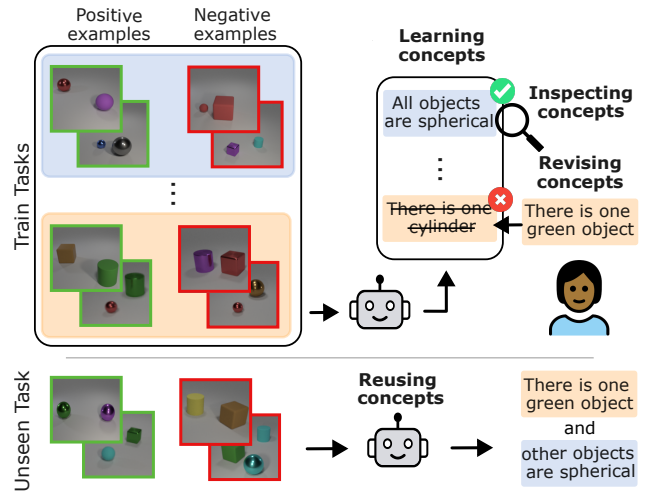 Positive
examples
Negative
examples
Train Tasks
Learning
concepts
All objects
are spherical
Inspecting
concepts
Revising
concepts
There is one
cylinder
There is one
green object
Unseen Task
Reusing
concepts
There is one
green object
and
other objects
are spherical